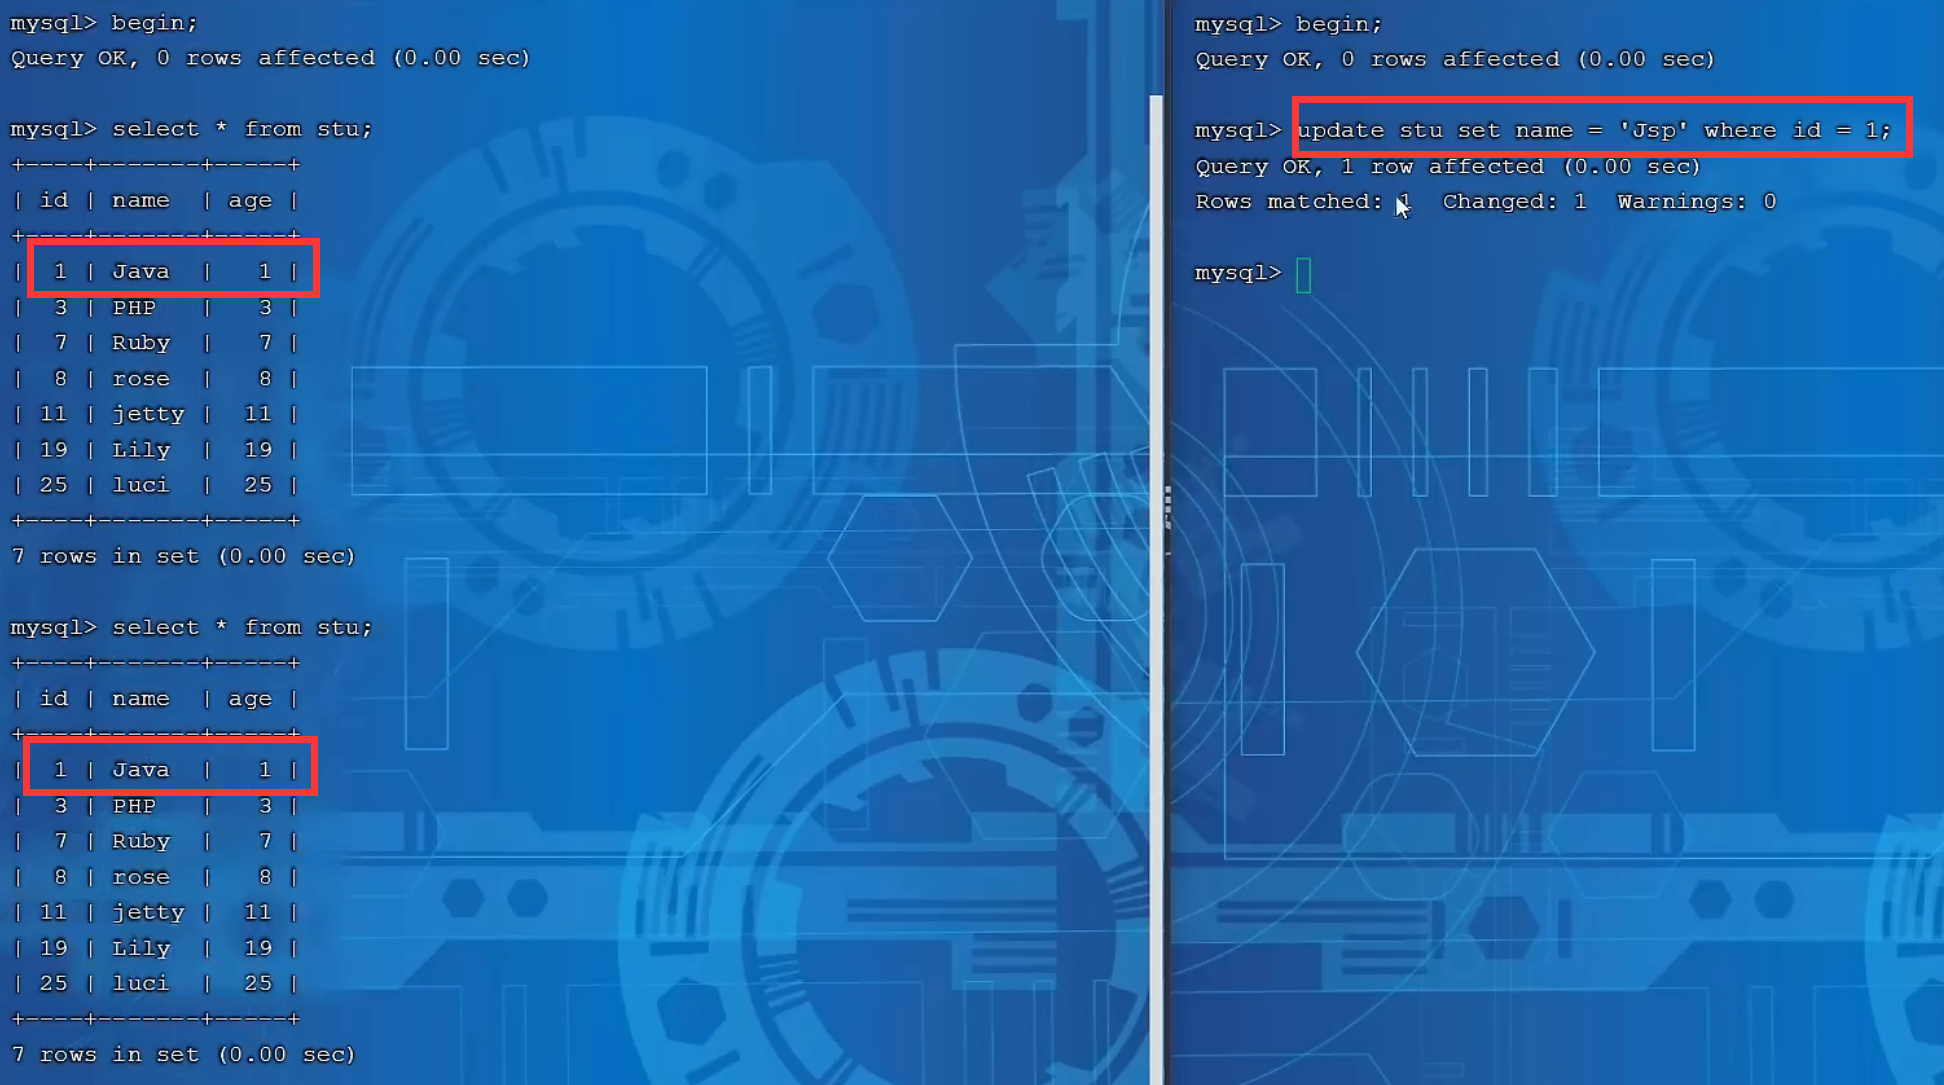 mysql> begin;
Query OK, 0 rows affected (0.00 sec)
mysql> select * from stu;
+----+-------+-----+
| id | name  | age |
+----+-------+-----+
|  1 | Java  |   1 |
|  3 | PHP   |   3 |
|  7 | Ruby  |   7 |
|  8 | rose  |   8 |
| 11 | jetty |  11 |
| 19 | Lily  |  19 |
| 25 | luci  |  25 |
+----+-------+-----+
7 rows in set (0.00 sec)
mysql> select * from stu;
+----+-------+-----+
| id | name  | age |
+----+-------+-----+
|  1 | Java  |   1 |
|  3 | PHP   |   3 |
|  7 | Ruby  |   7 |
|  8 | rose  |   8 |
| 11 | jetty |  11 |
| 19 | Lily  |  19 |
| 25 | luci  |  25 |
+----+-------+-----+
7 rows in set (0.00 sec)
mysql> begin;
Query OK, 0 rows affected (0.00 sec)
mysql> update stu set name = 'Jsp' where id = 1;
Query OK, 1 row affected (0.00 sec)
Rows matched: 1  Changed: 1  Warnings: 0
mysql>